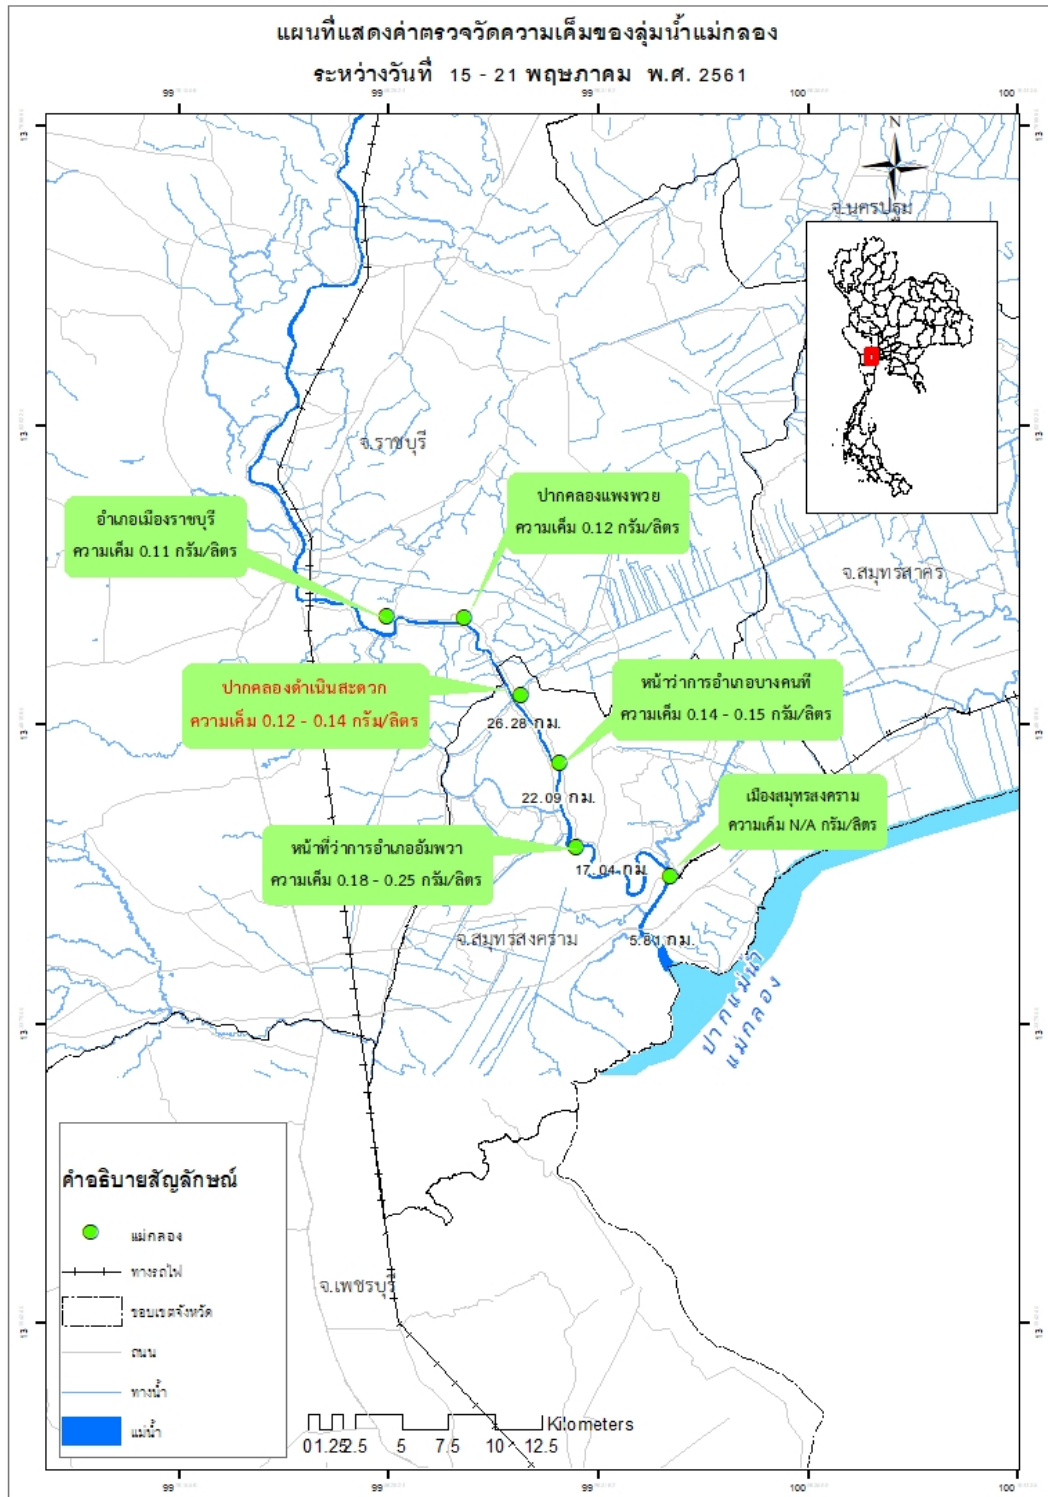 แผนที่แสดงค่าตรวจวัดความเค็มของลุ่มน้ำแม่กลอง
ระหว่างวันที่ 15 - 21 พฤษภาคม พ.ศ. 2561
99
99
99
100
100
N
จ.นครปฐม
13
13
จ.ราชบุรี
13
13
ปากคลองแพงพวย
ความเค็ม 0.12 กรัม/ลิตร
อำเภอเมืองราชบุรี
ความเค็ม 0.11 กรัม/ลิตร
จ.สมุทรสาคร
ปากคลองดำเนินสะดวก
ความเค็ม 0.12 - 0.14 กรัม/ลิตร
หน้าว่าการอำเภอบางคนที
ความเค็ม 0.14 - 0.15 กรัม/ลิตร
26.28 กม.
13
13
22.09 กม.
เมืองสมุทรสงคราม
ความเค็ม N/A กรัม/ลิตร
หน้าที่ว่าการอำเภออัมพวา
ความเค็ม 0.18 - 0.25 กรัม/ลิตร
17.04 กม.
จ.สมุทรสงคราม
5.81 กม.
ปากแม่น้ำ
แม่กลอง
13
13
คำอธิบายสัญลักษณ์
แม่กลอง
ทางรถไฟ
ขอบเขตจังหวัด
ถนน
ทางน้ำ
แม่น้ำ
จ.เพชรบุรี
13
13
Kilometers
0 1.25 2.5 5 7.5 10 12.5
99
99
99
100
100